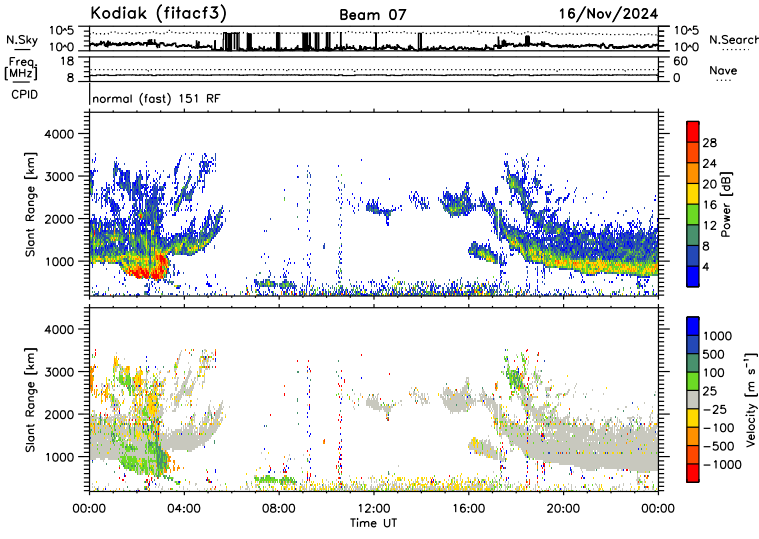 Kodiak (fitacf3) Beam 07 16/Nov/2024
N.Sky 10^5 10^0 10^5 10^0 N.Search
Freq. [MHz] 18 8 60 0 Nave
CPID normal (fast) 151 RF
Slant Range [km] 4000 3000 2000 1000
28 24 20 16 12 8 4 Power [dB]
Slant Range [km] 4000 3000 2000 1000
1000 500 100 25 −25 −100 −500 −1000 Velocity [m s⁻¹]
00:00 04:00 08:00 12:00 16:00 20:00 00:00
Time UT